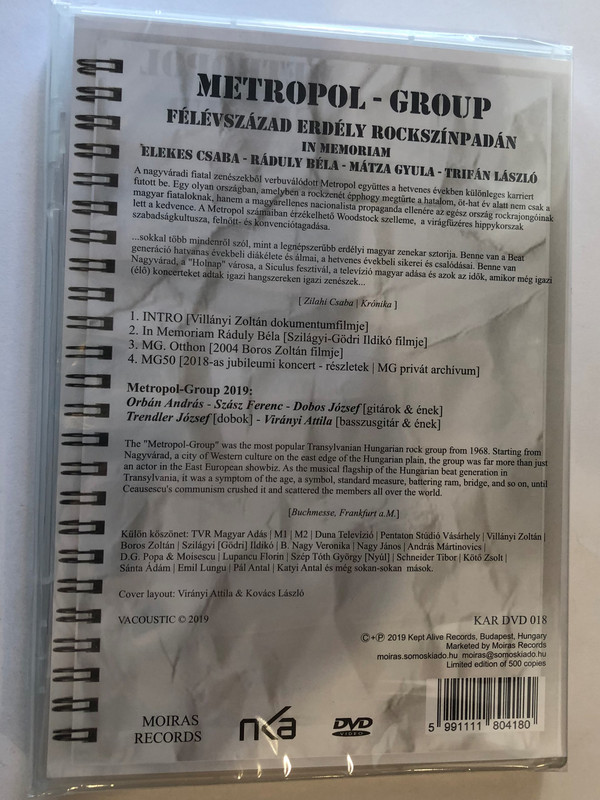 METROPOL - GROUP
FÉLÉVSZÁZAD ERDÉLY ROCKSZÍNPADÁN
IN MEMORIAM
ELEKES CSABA - RÁDULY BÉLA - MÁTZA GYULA - TRIFÁN LÁSZLÓ
A nagyváradi fiatal zenészekből verbuválódott Metropol együttes a hetvenes években különleges karriert
futott be. Egy olyan országban, amelyben a rockzenét épphogy megtűrte a hatalom, öt-hat év alatt nem csak a
magyar fiataloknak, hanem a magyarellenes nacionalista propaganda ellenére az egész ország rockrajongóinak
lett a kedvence. A Metropol számaiban érzékelhető Woodstock szelleme, a virágfüzéres hippykorszak
szabadságkultusza, felnőtt- és konvenciótagadása.
...sokkal több mindenről szól, mint a legnépszerűbb erdélyi magyar zenekar sztorija. Benne van a Beat
generáció hatvanas évekbeli diákélete és álmai, a hetvenes évekbeli sikerei és csalódásai. Benne van
Nagyvárad, a "Holnap" városa, a Siculus fesztivál, a televízió magyar adása és azok az idők, amikor még igazi
(élő) koncerteket adtak igazi hangszereken igazi zenészek...
[ Zilahi Csaba | Krónika ]
1. INTRO [Villányi Zoltán dokumentumfilmje]
2. In Memoriam Ráduly Béla [Szilágyi-Gödri Ildikó filmje]
3. MG. Otthon [2004 Boros Zoltán filmje]
4. MG50 [2018-as jubileumi koncert - részletek | MG privát archívum]
Metropol-Group 2019:
Orbán András - Szász Ferenc - Dobos József [gitárok & ének]
Trendler József [dobok] - Virányi Attila [basszusgitár & ének]
The "Metropol-Group" was the most popular Transylvanian Hungarian rock group from 1968. Starting from
Nagyvárad, a city of Western culture on the east edge of the Hungarian plain, the group was far more than just
an actor in the East European showbiz. As the musical flagship of the Hungarian beat generation in
Transylvania, it was a symptom of the age, a symbol, standard measure, battering ram, bridge, and so on, until
Ceausescu's communism crushed it and scattered the members all over the world.
[Buchmesse, Frankfurt a.M.]
Külön köszönet: TVR Magyar Adás | M1 | M2 | Duna Televízió | Pentaton Stúdió Vásárhely | Villányi Zoltán |
Boros Zoltán | Szilágyi [Gödri] Ildikó | B. Nagy Veronika | Nagy János | András Mártinovics |
D.G. Popa & Moisescu | Lupancu Florin | Szép Tóth György [Nyúl] | Schneider Tibor | Kötő Zsolt |
Sánta Ádám | Emil Lungu | Pál Antal | Katyi Antal és még sokan-sokan mások.
Cover layout: Virányi Attila & Kovács László
VACOUSTIC © 2019
KAR DVD 018
©+℗ 2019 Kept Alive Records, Budapest, Hungary
Marketed by Moiras Records
moiras.somoskiado.hu moiras@somoskiado.hu
Limited edition of 500 copies
MOIRAS
RECORDS
nka
DVD
VIDEO
5 991111 804180